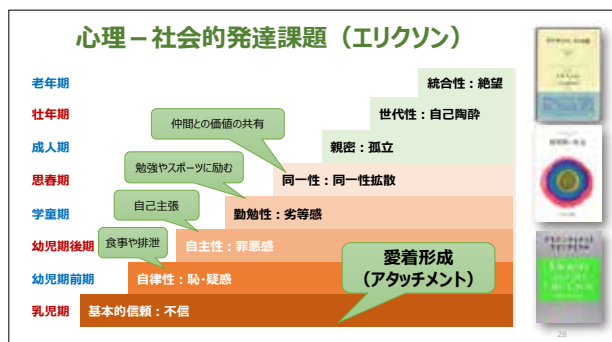 心理－社会的発達課題（エリクソン）
老年期
統合性：絶望
壮年期
世代性：自己陶酔
仲間との価値の共有
成人期
親密：孤立
勉強やスポーツに励む
思春期
同一性：同一性拡散
自己主張
学童期
勤勉性：劣等感
食事や排泄
幼児期後期
自主性：罪悪感
愛着形成
（アタッチメント）
幼児期前期
自律性：恥・疑惑
乳児期
基本的信頼：不信
28